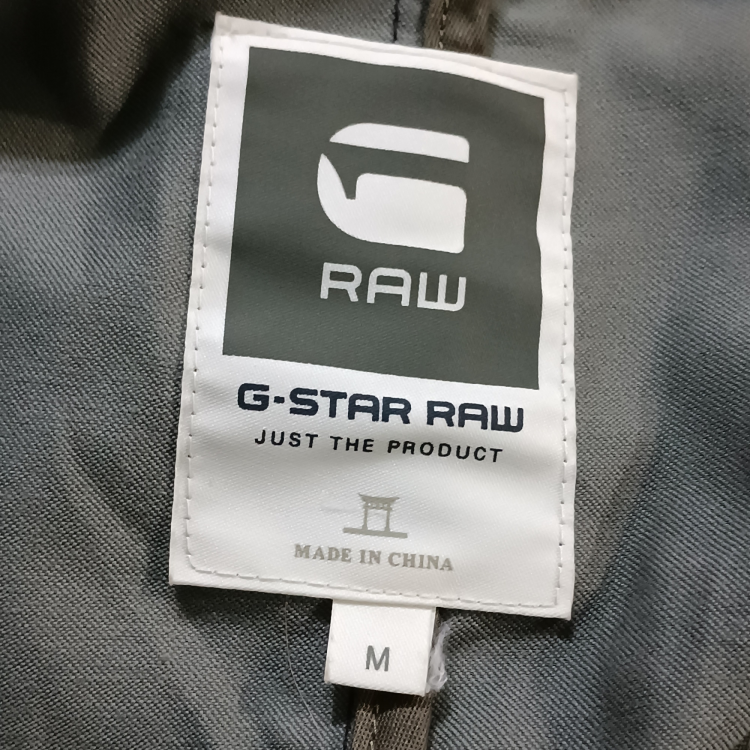 G
RAW
G-STAR RAW
JUST THE PRODUCT
MADE IN CHINA
M